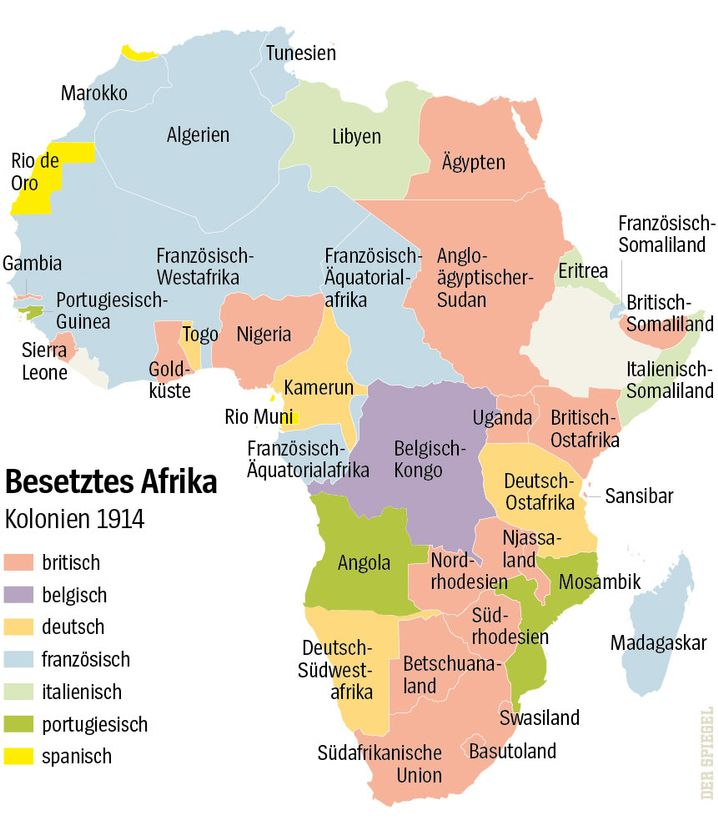 Tunesien
Marokko
Algerien
Libyen
Ägypten
Rio de
Oro
Französisch-
Somaliland
Gambia
Französisch-
Westafrika
Französisch-
Äquatorial-
afrika
Anglo-
ägyptischer-
Sudan
Eritrea
Portugiesisch-
Guinea
Britisch-
Somaliland
Togo
Nigeria
Sierra
Leone
Gold-
küste
Italienisch-
Somaliland
Kamerun
Rio Muni
Uganda
Britisch-
Ostafrika
Französisch-
Äquatorialafrika
Belgisch-
Kongo
Besetztes Afrika
Kolonien 1914
Deutsch-
Ostafrika
Sansibar
britisch
belgisch
deutsch
französisch
italienisch
portugiesisch
spanisch
Angola
Nord-
rhodesien
Njassa-
land
Mosambik
Süd-
rhodesien
Madagaskar
Deutsch-
Südwest-
afrika
Betschuana-
land
Swasiland
Basutoland
Südafrikanische
Union
DER SPIEGEL